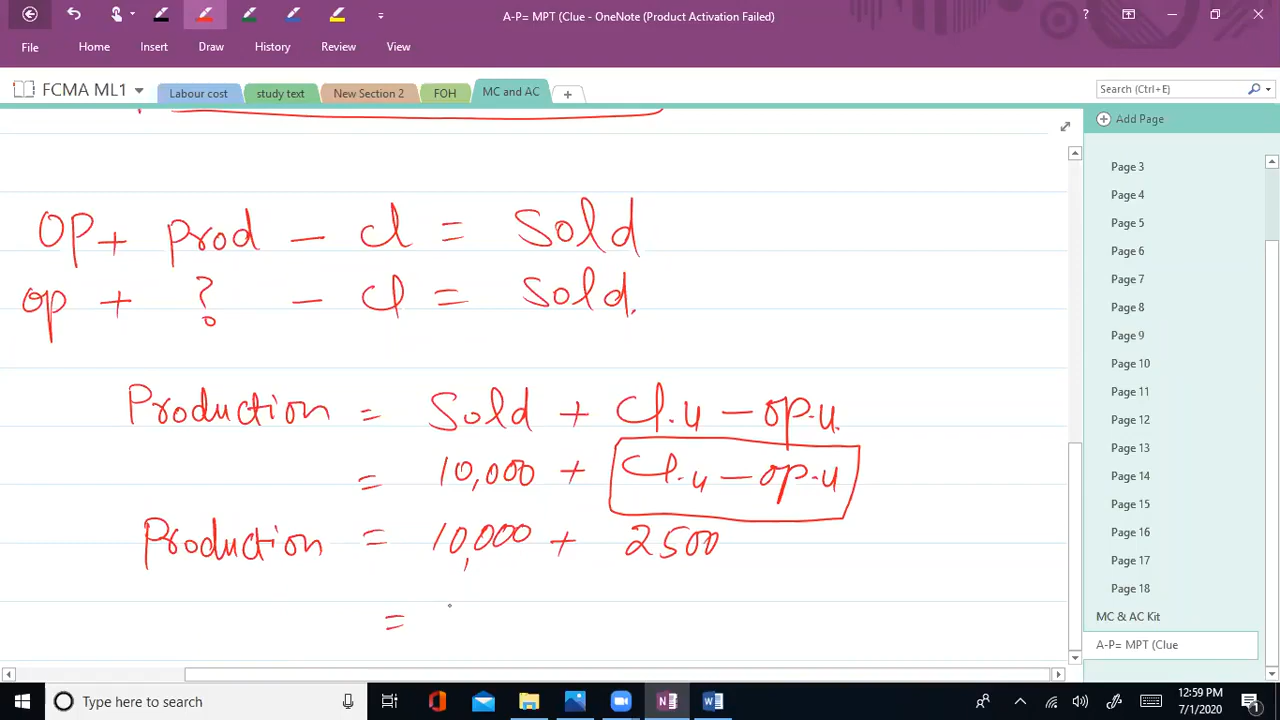 A-P= MPT (Clue - OneNote (Product Activation Failed)
?
File Home Insert Draw History Review View
FCMA ML1 Labour cost study text New Section 2 FOH MC and AC
Search (Ctrl+E)
Add Page
OP + prod - cl = Sold
op + ? - cl = Sold.
Production = Sold + Cl.u - op.u.
= 10,000 + Cl.u - op.u
Production = 10,000 + 2500
=
Page 3
Page 4
Page 5
Page 6
Page 7
Page 8
Page 9
Page 10
Page 11
Page 12
Page 13
Page 14
Page 15
Page 16
Page 17
Page 18
MC & AC Kit
A-P= MPT (Clue
Type here to search
12:59 PM
7/1/2020
1